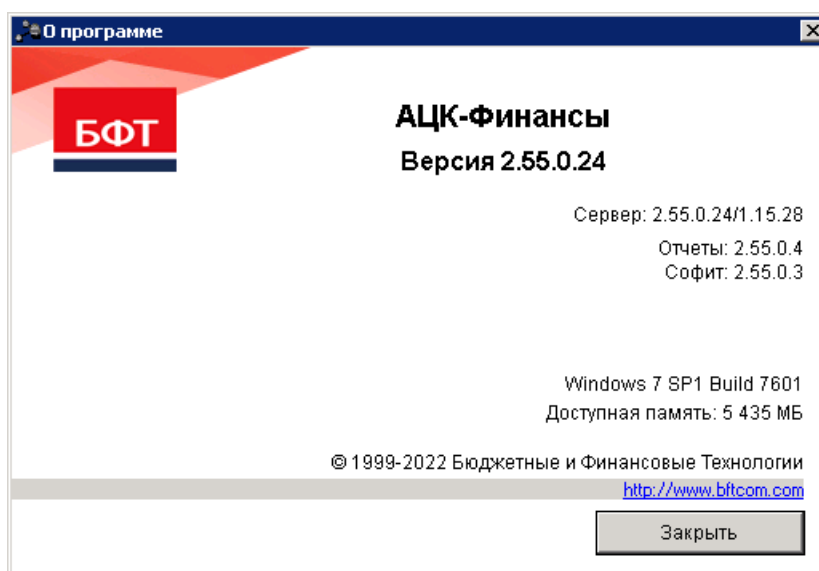 О программе
БФТ
АЦК-Финансы
Версия 2.55.0.24
Сервер: 2.55.0.24/1.15.28
Отчеты: 2.55.0.4
Софит: 2.55.0.3
Windows 7 SP1 Build 7601
Доступная память: 5 435 МБ
© 1999-2022 Бюджетные и Финансовые Технологии
http://www.bftcom.com
Закрыть